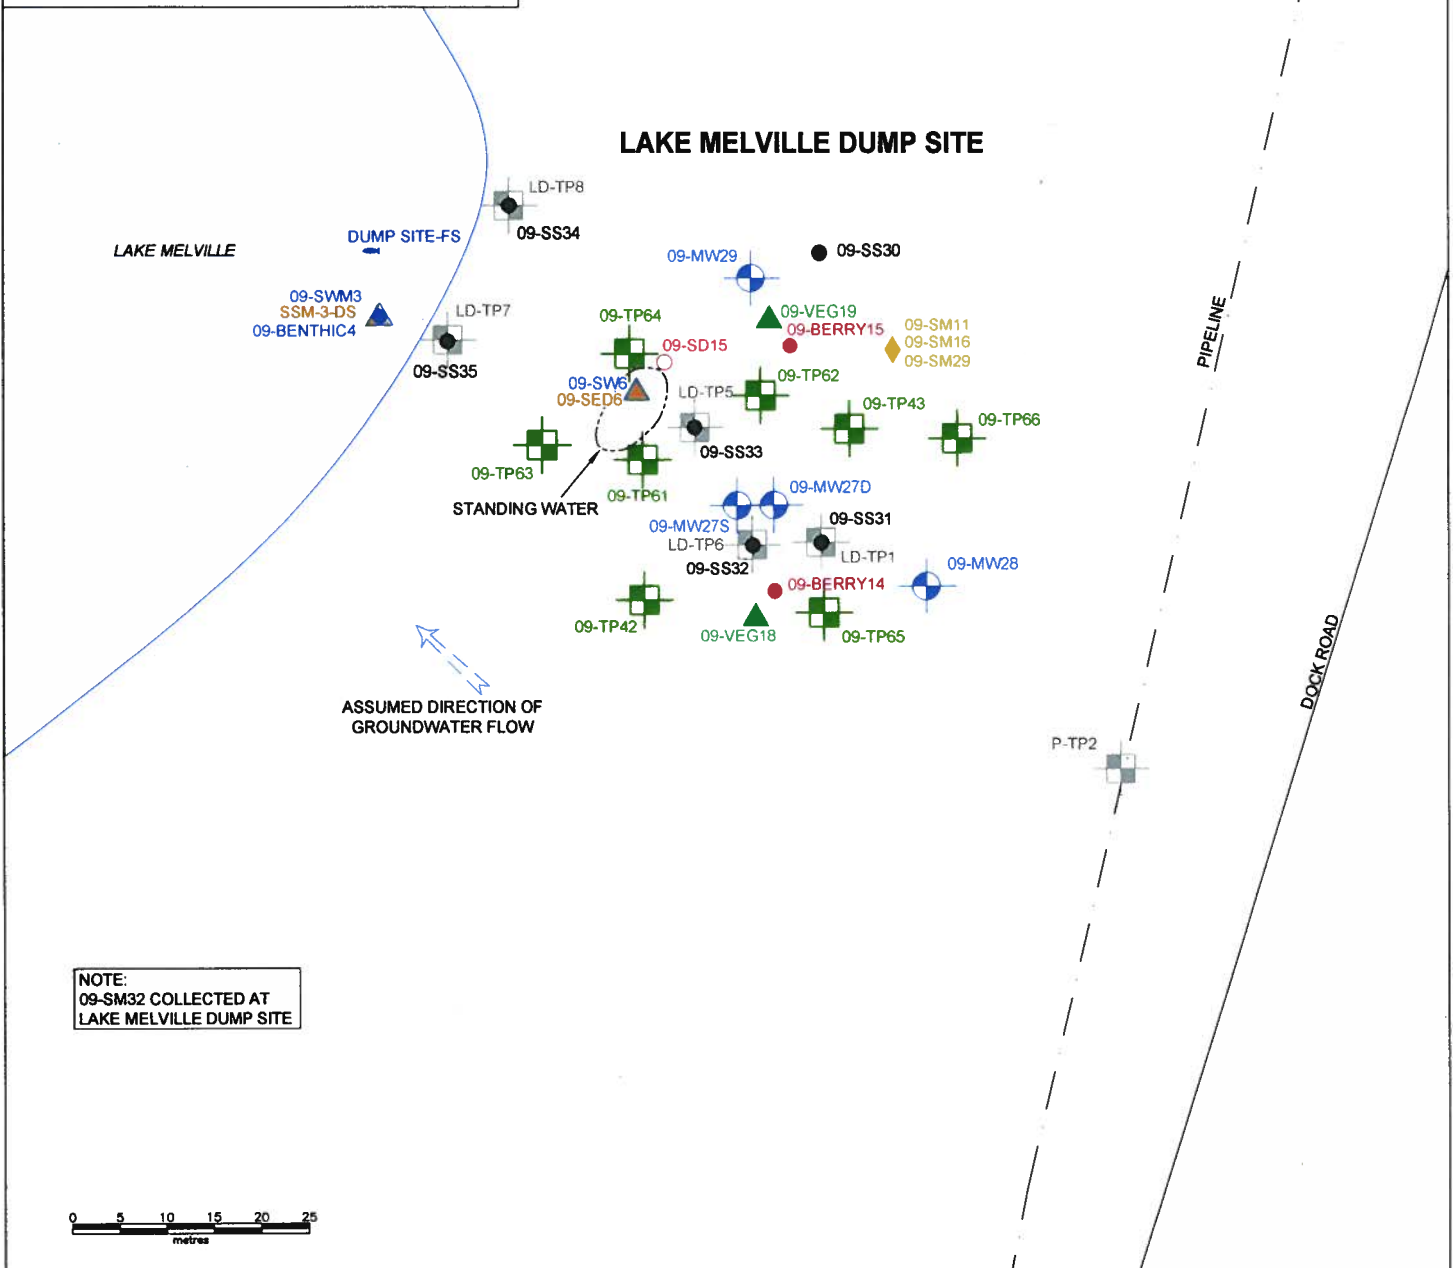 LAKE MELVILLE DUMP SITE
LD-TP8
09-SS34
DUMP SITE-FS
LAKE MELVILLE
09-SS30
09-MW29
09-SWM3
SSM-3-DS
09-BENTHIC4
LD-TP7
09-SS35
09-TP64
09-VEG19
09-BERRY15
09-SM11
09-SM16
09-SM29
PIPELINE
09-SD15
09-SW6
09-SED6
LD-TP5
09-TP62
09-TP43
09-TP66
09-SS33
09-TP63
09-TP61
STANDING WATER
09-MW27D
09-MW27S
09-SS31
LD-TP6
LD-TP1
09-SS32
09-MW28
09-BERRY14
09-TP42
09-VEG18
09-TP65
DOCK ROAD
ASSUMED DIRECTION OF
GROUNDWATER FLOW
P-TP2
NOTE:
09-SM32 COLLECTED AT
LAKE MELVILLE DUMP SITE
0 5 10 15 20 25
metres